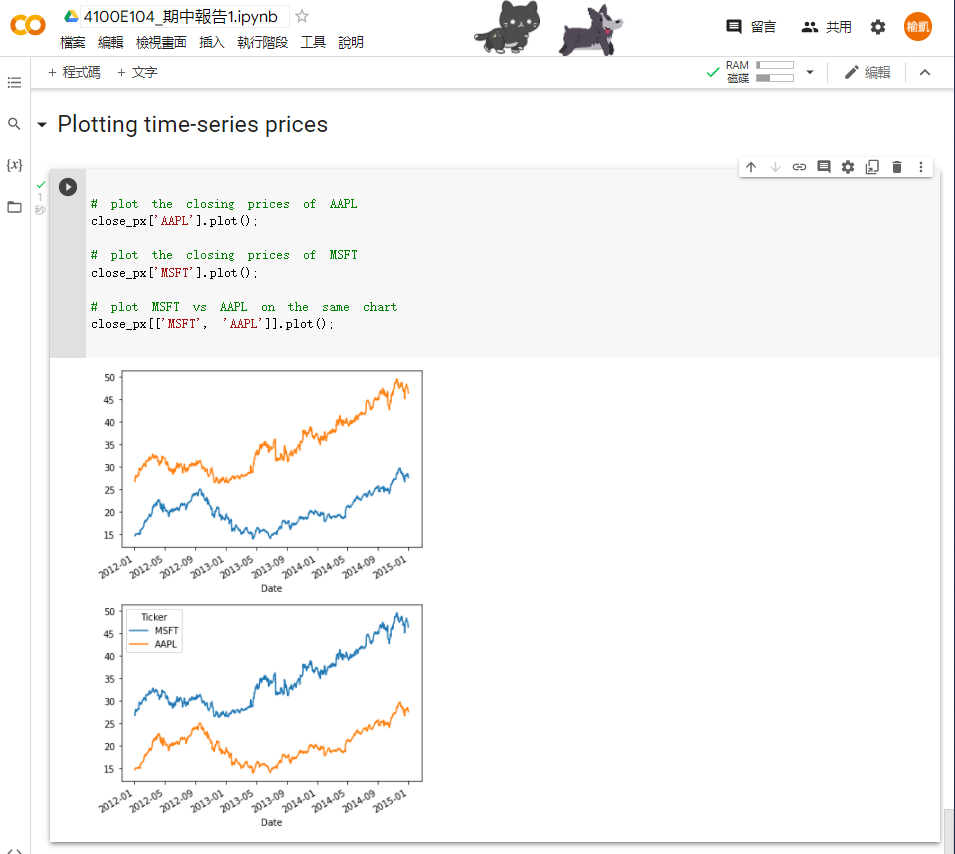 4100E104_期中報告1.ipynb
檔案 編輯 檢視畫面 插入 執行階段 工具 說明
留言 共用 榆凱
+ 程式碼 + 文字
RAM
磁碟
編輯
Plotting time-series prices
{x}
1
秒
# plot the closing prices of AAPL
close_px['AAPL'].plot();
# plot the closing prices of MSFT
close_px['MSFT'].plot();
# plot MSFT vs AAPL on the same chart
close_px[['MSFT', 'AAPL']].plot();
50
45
40
35
30
25
20
15
2012-01 2012-05 2012-09 2013-01 2013-05 2013-09 2014-01 2014-05 2014-09 2015-01
Date
Ticker
MSFT
AAPL
50
45
40
35
30
25
20
15
2012-01 2012-05 2012-09 2013-01 2013-05 2013-09 2014-01 2014-05 2014-09 2015-01
Date